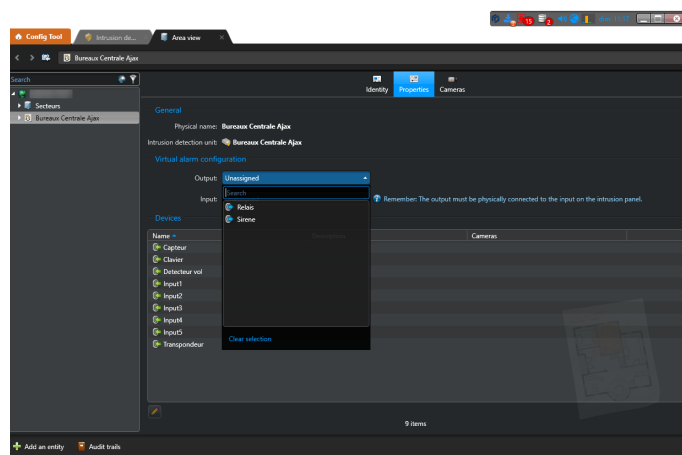 15
2
Config Tool
Intrusion de...
Area view
Bureaux Centrale Ajax
Search
Secteurs
Bureaux Centrale Ajax
Identity
Properties
Cameras
General
Physical name: Bureaux Centrale Ajax
Intrusion detection unit: Bureaux Centrale Ajax
Virtual alarm configuration
Output: Unassigned
Search
Relais
Sirene
Clear selection
Input:
Remember: The output must be physically connected to the input on the intrusion panel.
Devices
Name
Cameras
Capteur
Clavier
Detecteur vol
Input1
Input2
Input3
Input4
Input5
Transpondeur
9 items
Add an entity
Audit trails